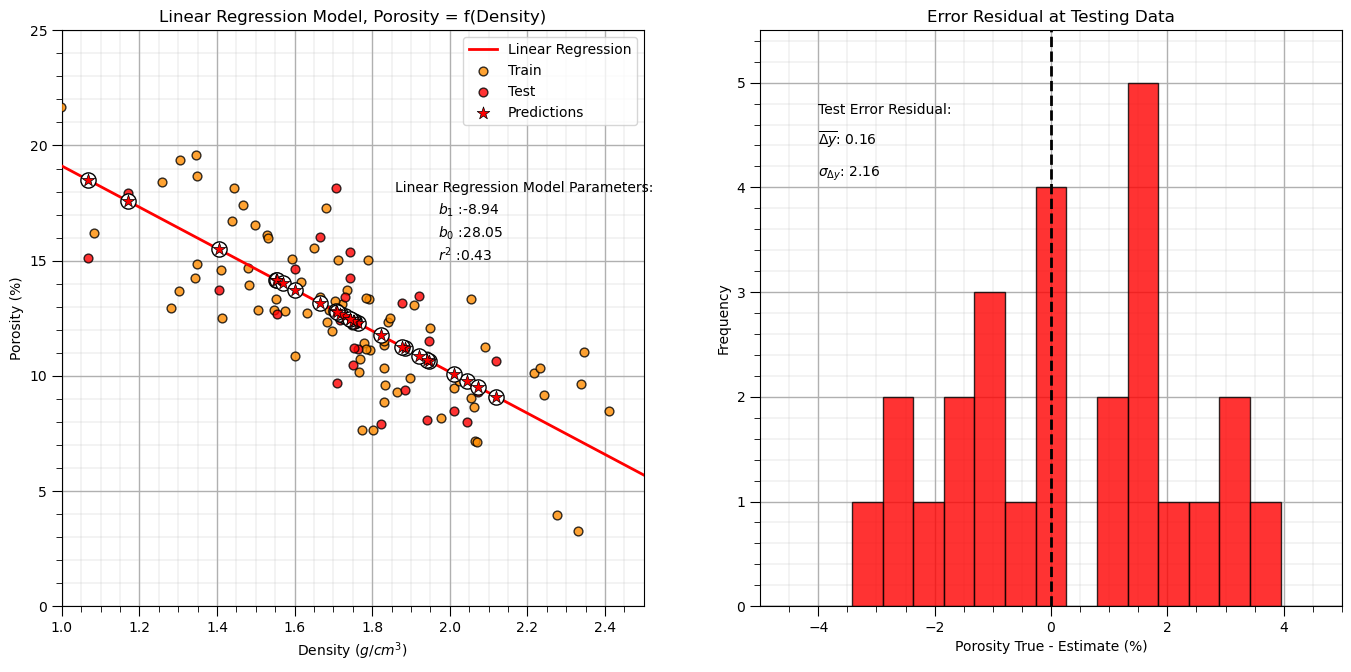 Linear Regression Model, Porosity = f(Density)
25
20
15
10
5
0
Porosity (%)
Linear Regression
Train
Test
Predictions
Linear Regression Model Parameters:
b₁ :-8.94
b₀ :28.05
r² :0.43
1.0 1.2 1.4 1.6 1.8 2.0 2.2 2.4
Density (g/cm³)
Error Residual at Testing Data
5
4
3
2
1
0
Frequency
Test Error Residual:
Δ̅y̅: 0.16
σ_Δy: 2.16
−4 −2 0 2 4
Porosity True - Estimate (%)